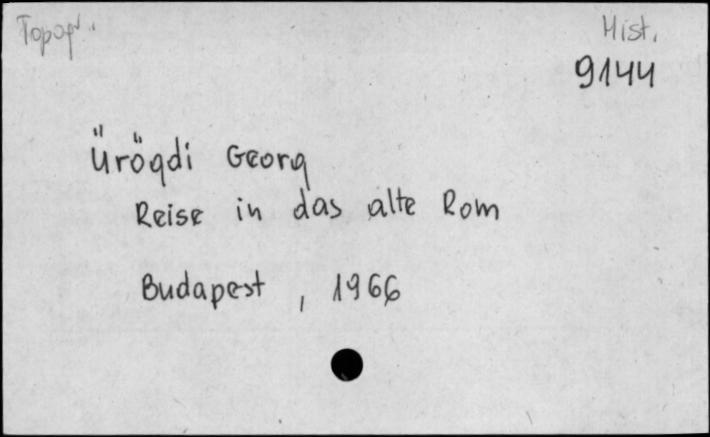 Topogr.
Hist.
9144
Ürögdi Georg
Reise in das alte Rom
Budapest, 1966